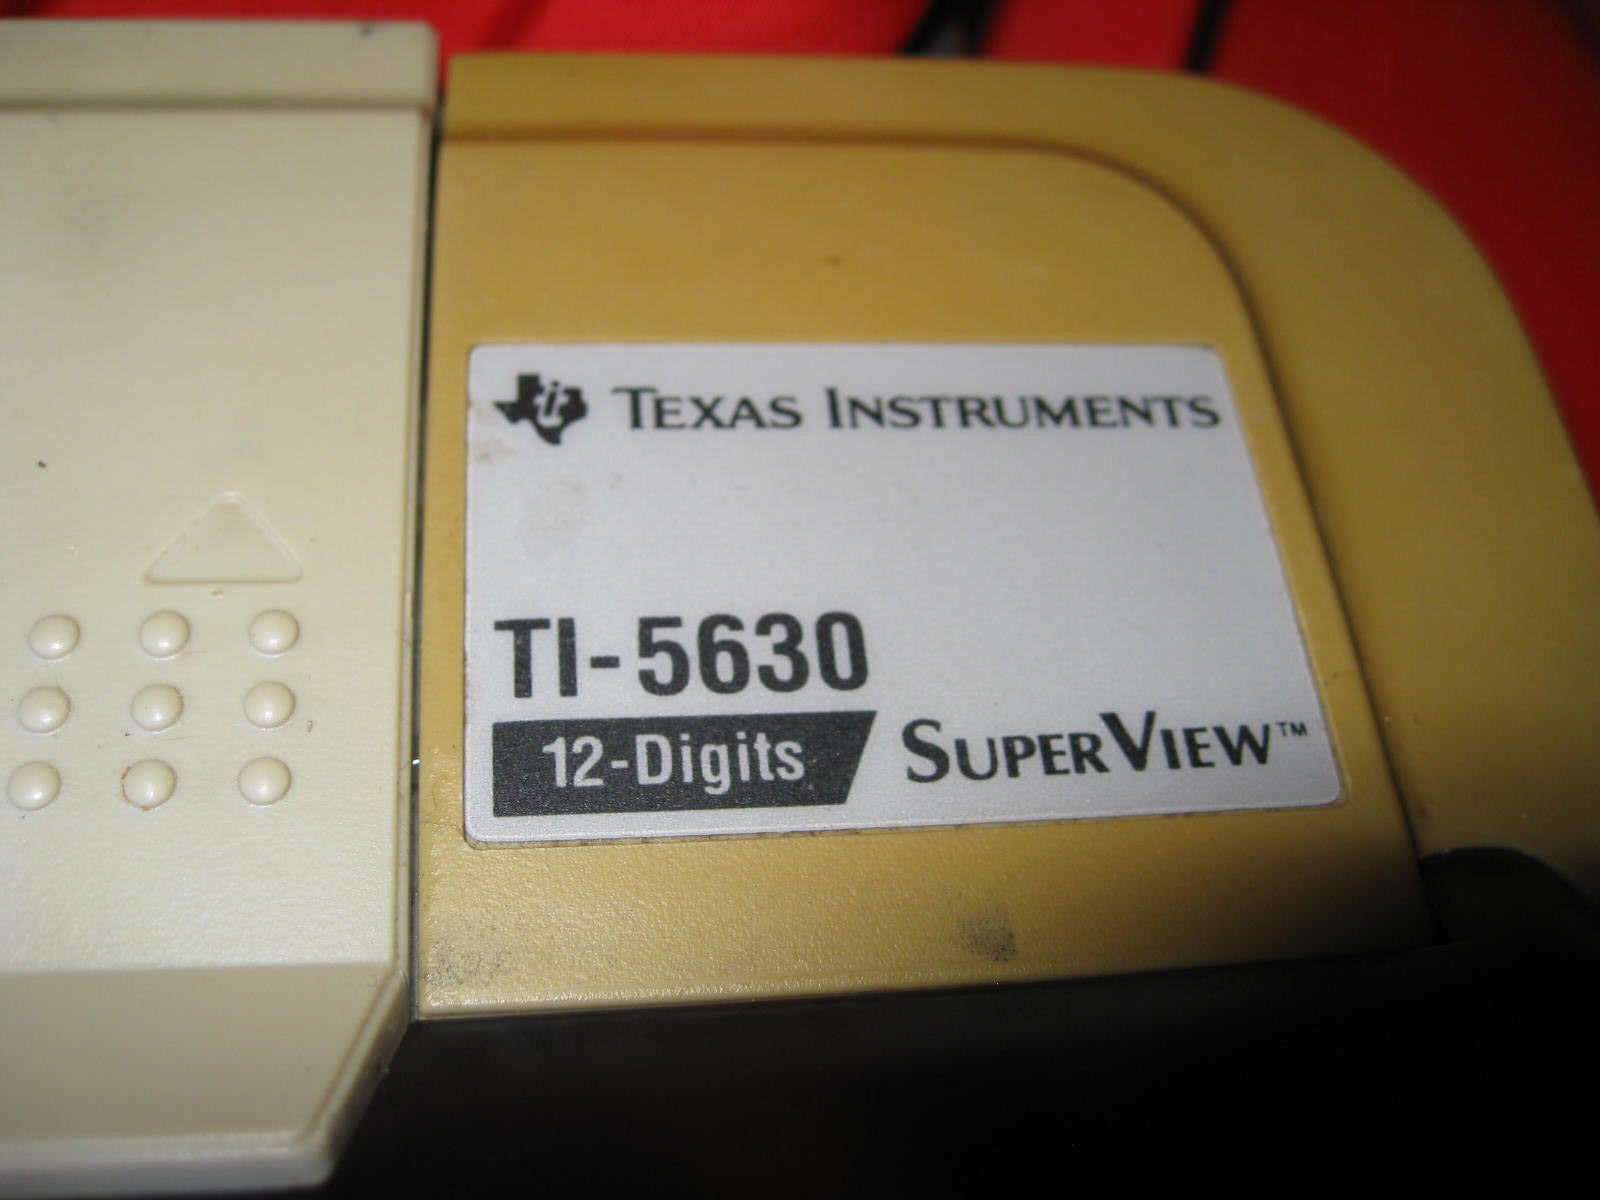 TEXAS INSTRUMENTS
TI-5630
12-Digits SUPERVIEW™